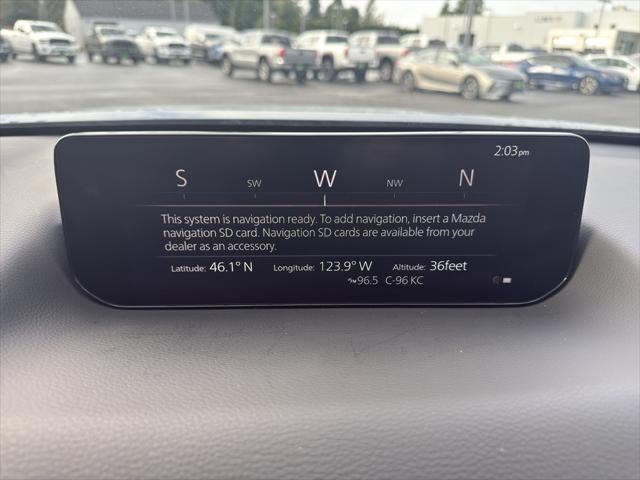 2:03pm
S SW W NW N
This system is navigation ready. To add navigation, insert a Mazda
navigation SD card. Navigation SD cards are available from your
dealer as an accessory.
Latitude: 46.1° N Longitude: 123.9° W Altitude: 36feet
96.5 C-96 KC